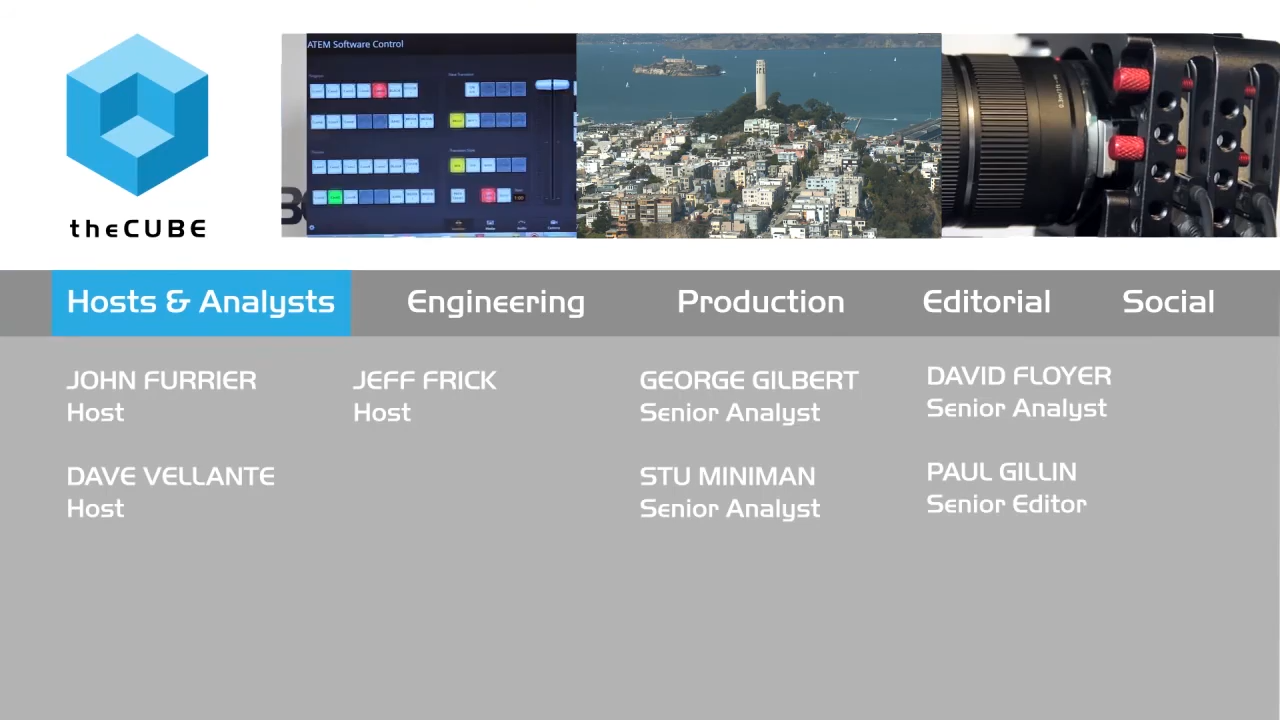 theCUBE
ATEM Software Control
Hosts & Analysts
Engineering
Production
Editorial
Social
JOHN FURRIER
Host
JEFF FRICK
Host
GEORGE GILBERT
Senior Analyst
DAVID FLOYER
Senior Analyst
DAVE VELLANTE
Host
STU MINIMAN
Senior Analyst
PAUL GILLIN
Senior Editor